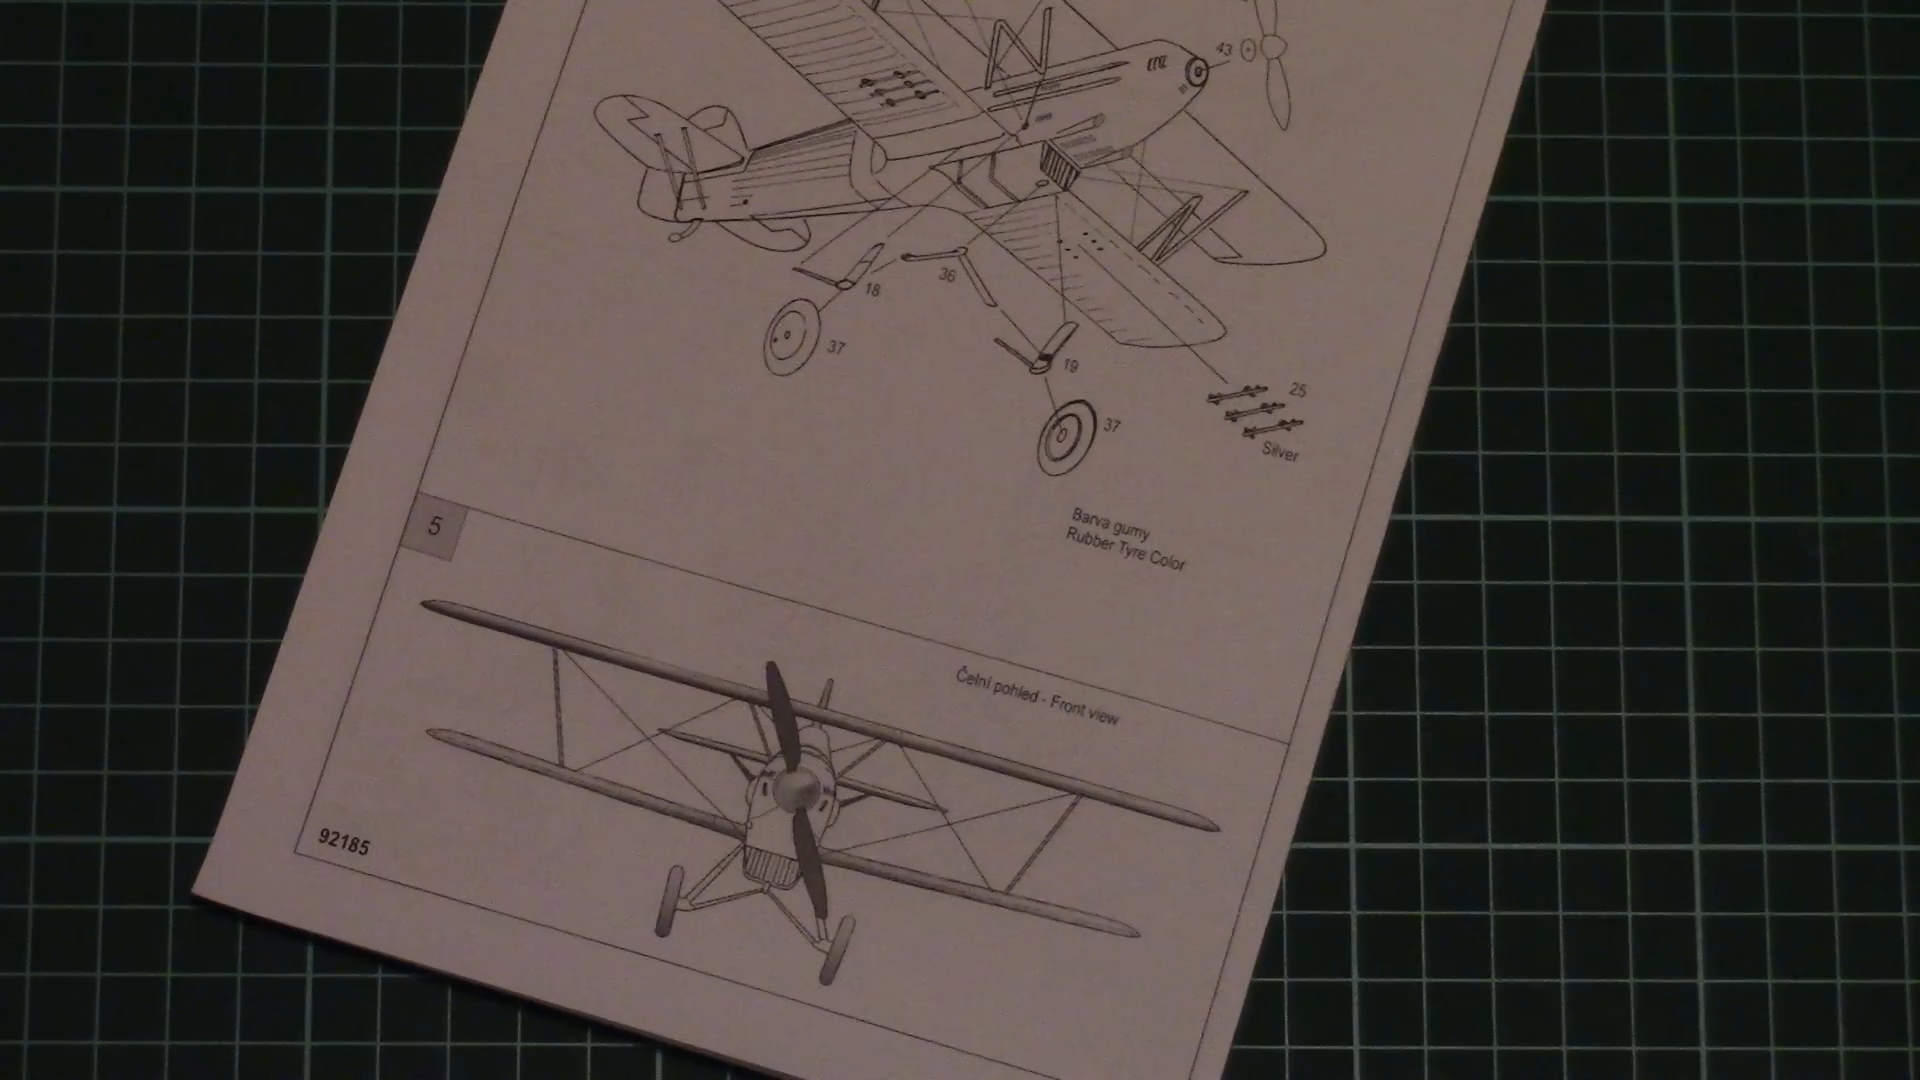 43
18
36
37
19
25
Silver
37
Barva gumy
Rubber Tyre Color
5
Čelní pohled - Front view
92185